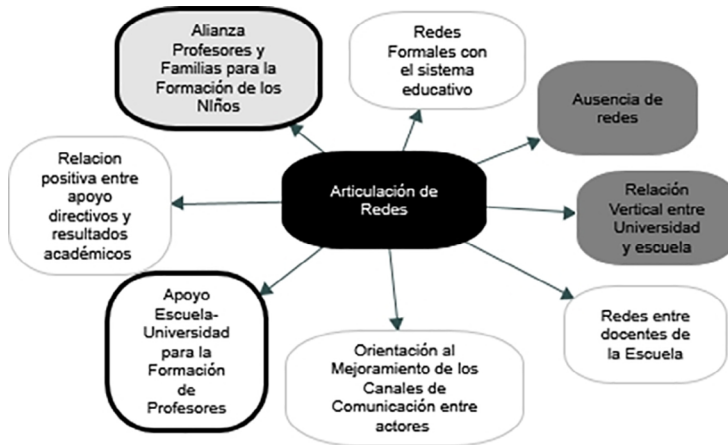 Alianza
Profesores y
Familias para la
Formación de los
NIños
Redes
Formales con
el sistema
educativo
Ausencia de
redes
Relacion
positiva entre
apoyo
directivos y
resultados
académicos
Articulación de
Redes
Relación
Vertical entre
Universidad
y escuela
Apoyo
Escuela-
Universidad
para la
Formación
de
Profesores
Orientación al
Mejoramiento de los
Canales de
Comunicación entre
actores
Redes entre
docentes de
la Escuela